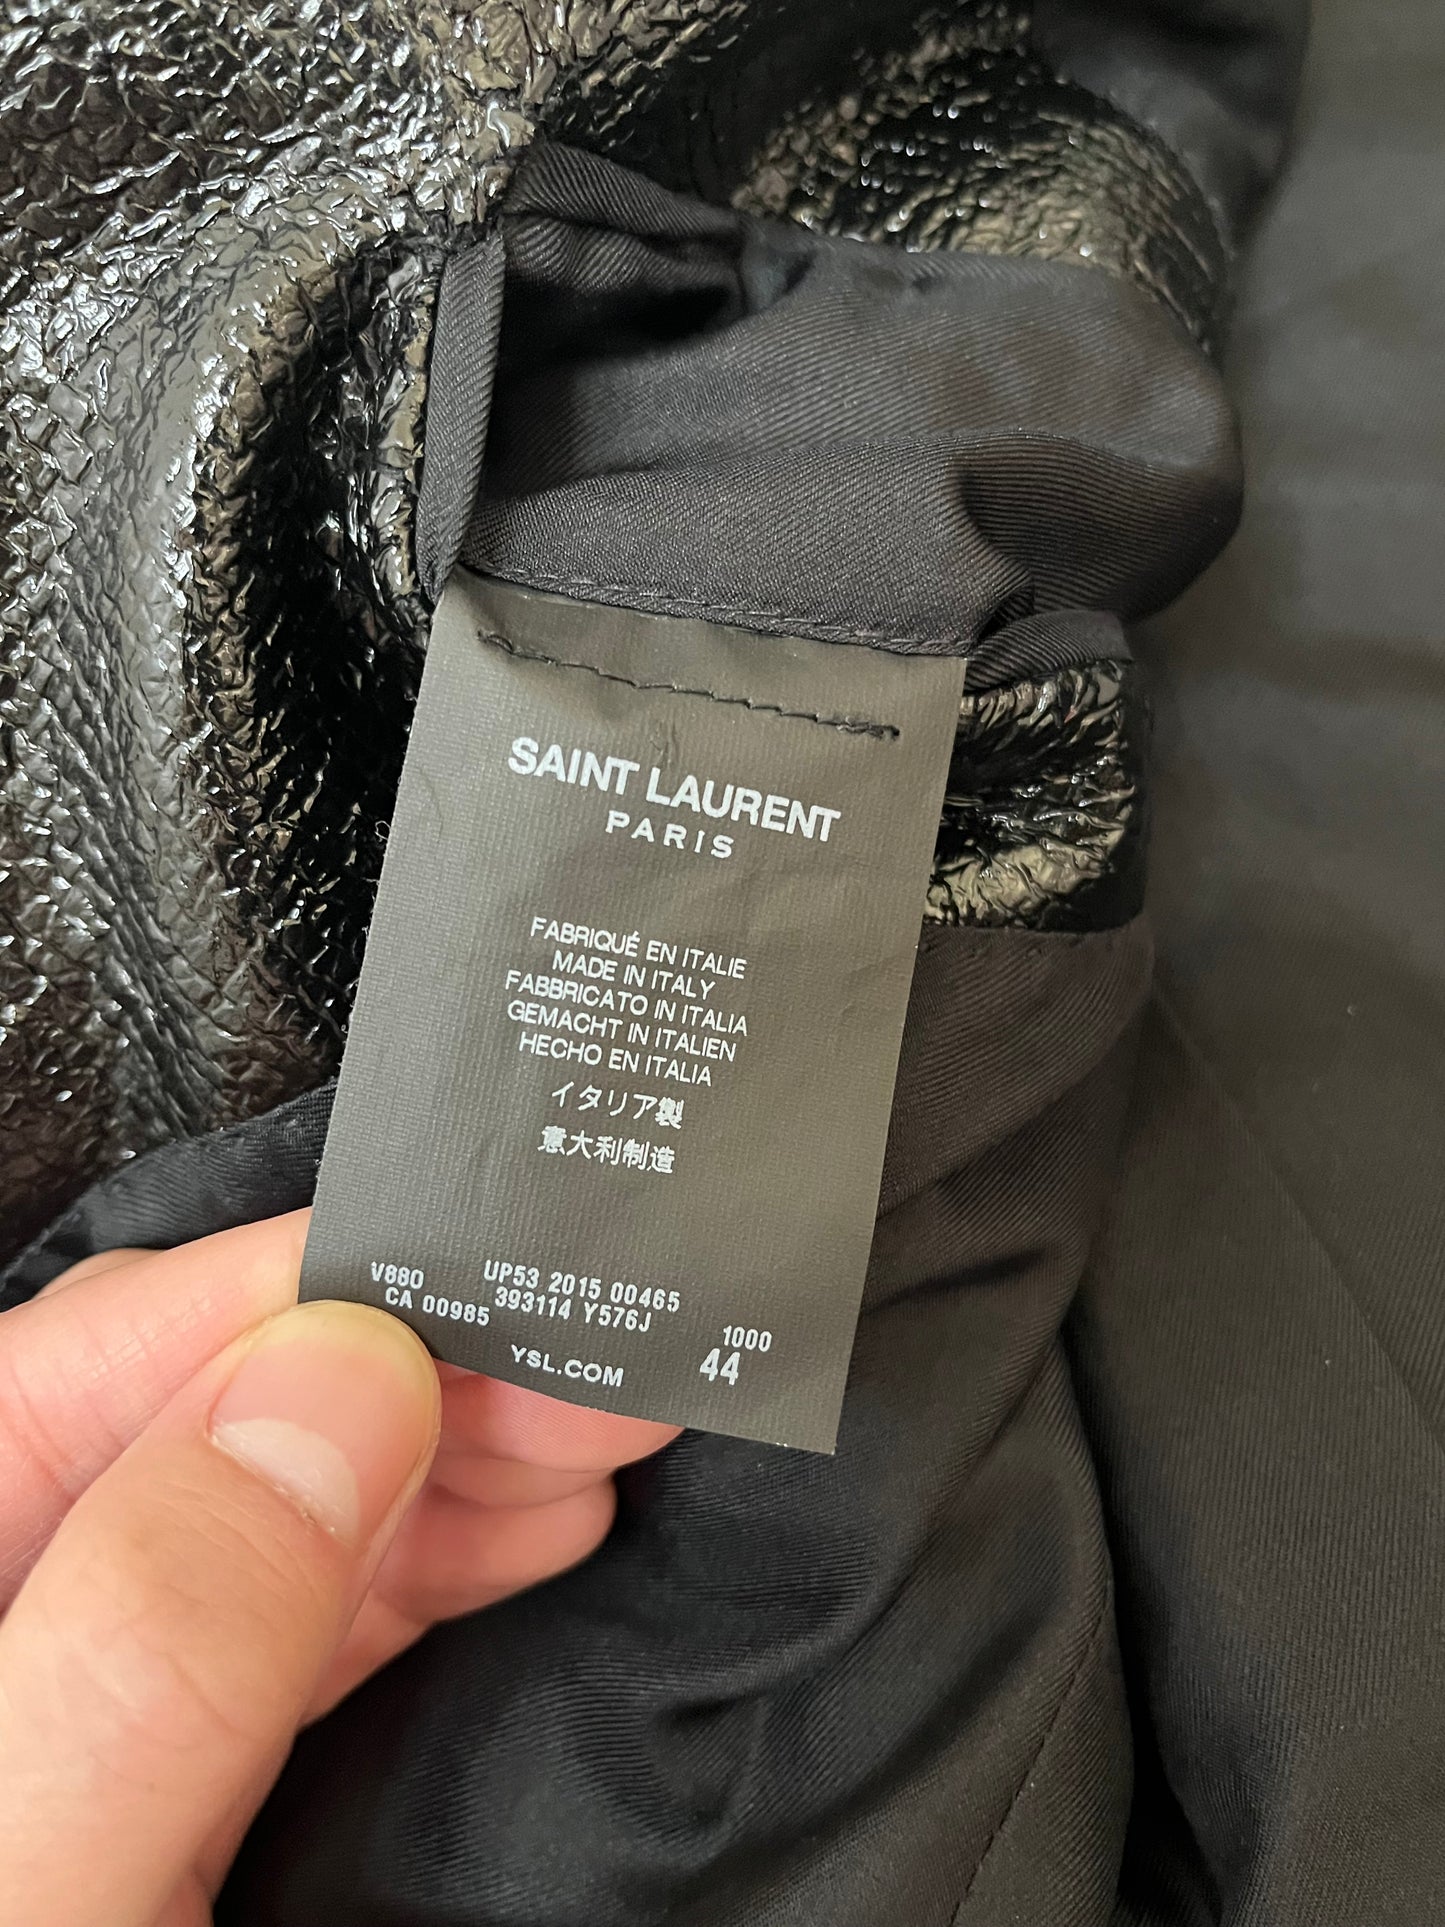 SAINT LAURENT
PARIS
FABRIQUÉ EN ITALIE
MADE IN ITALY
FABBRICATO IN ITALIA
GEMACHT IN ITALIEN
HECHO EN ITALIA
イタリア製
意大利制造
V880 UP53 2015 00465
CA 00985 393114 Y576J 1000
YSL.COM 44